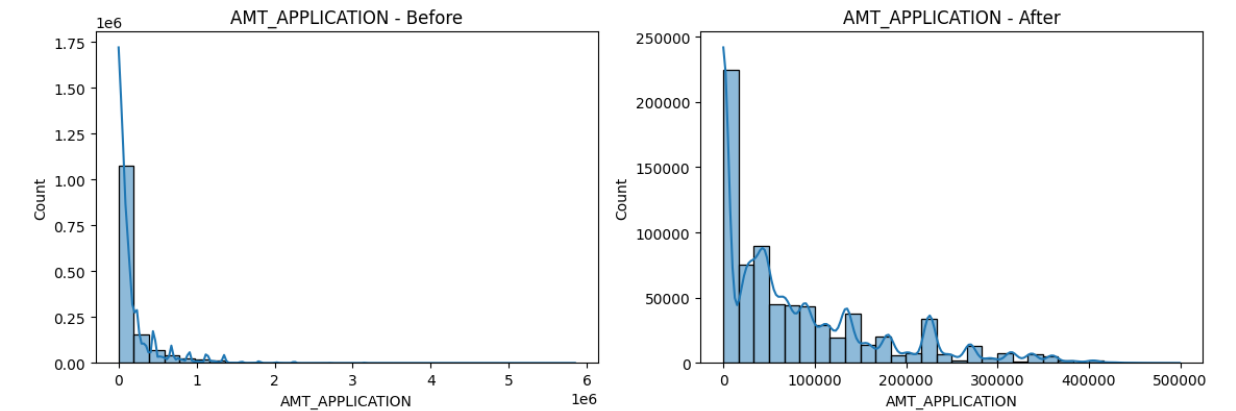 AMT_APPLICATION - Before
1e6
1.75
1.50
1.25
1.00
0.75
0.50
0.25
0.00
Count
0 1 2 3 4 5 6
1e6
AMT_APPLICATION
AMT_APPLICATION - After
250000
200000
150000
100000
50000
0
Count
0 100000 200000 300000 400000 500000
AMT_APPLICATION